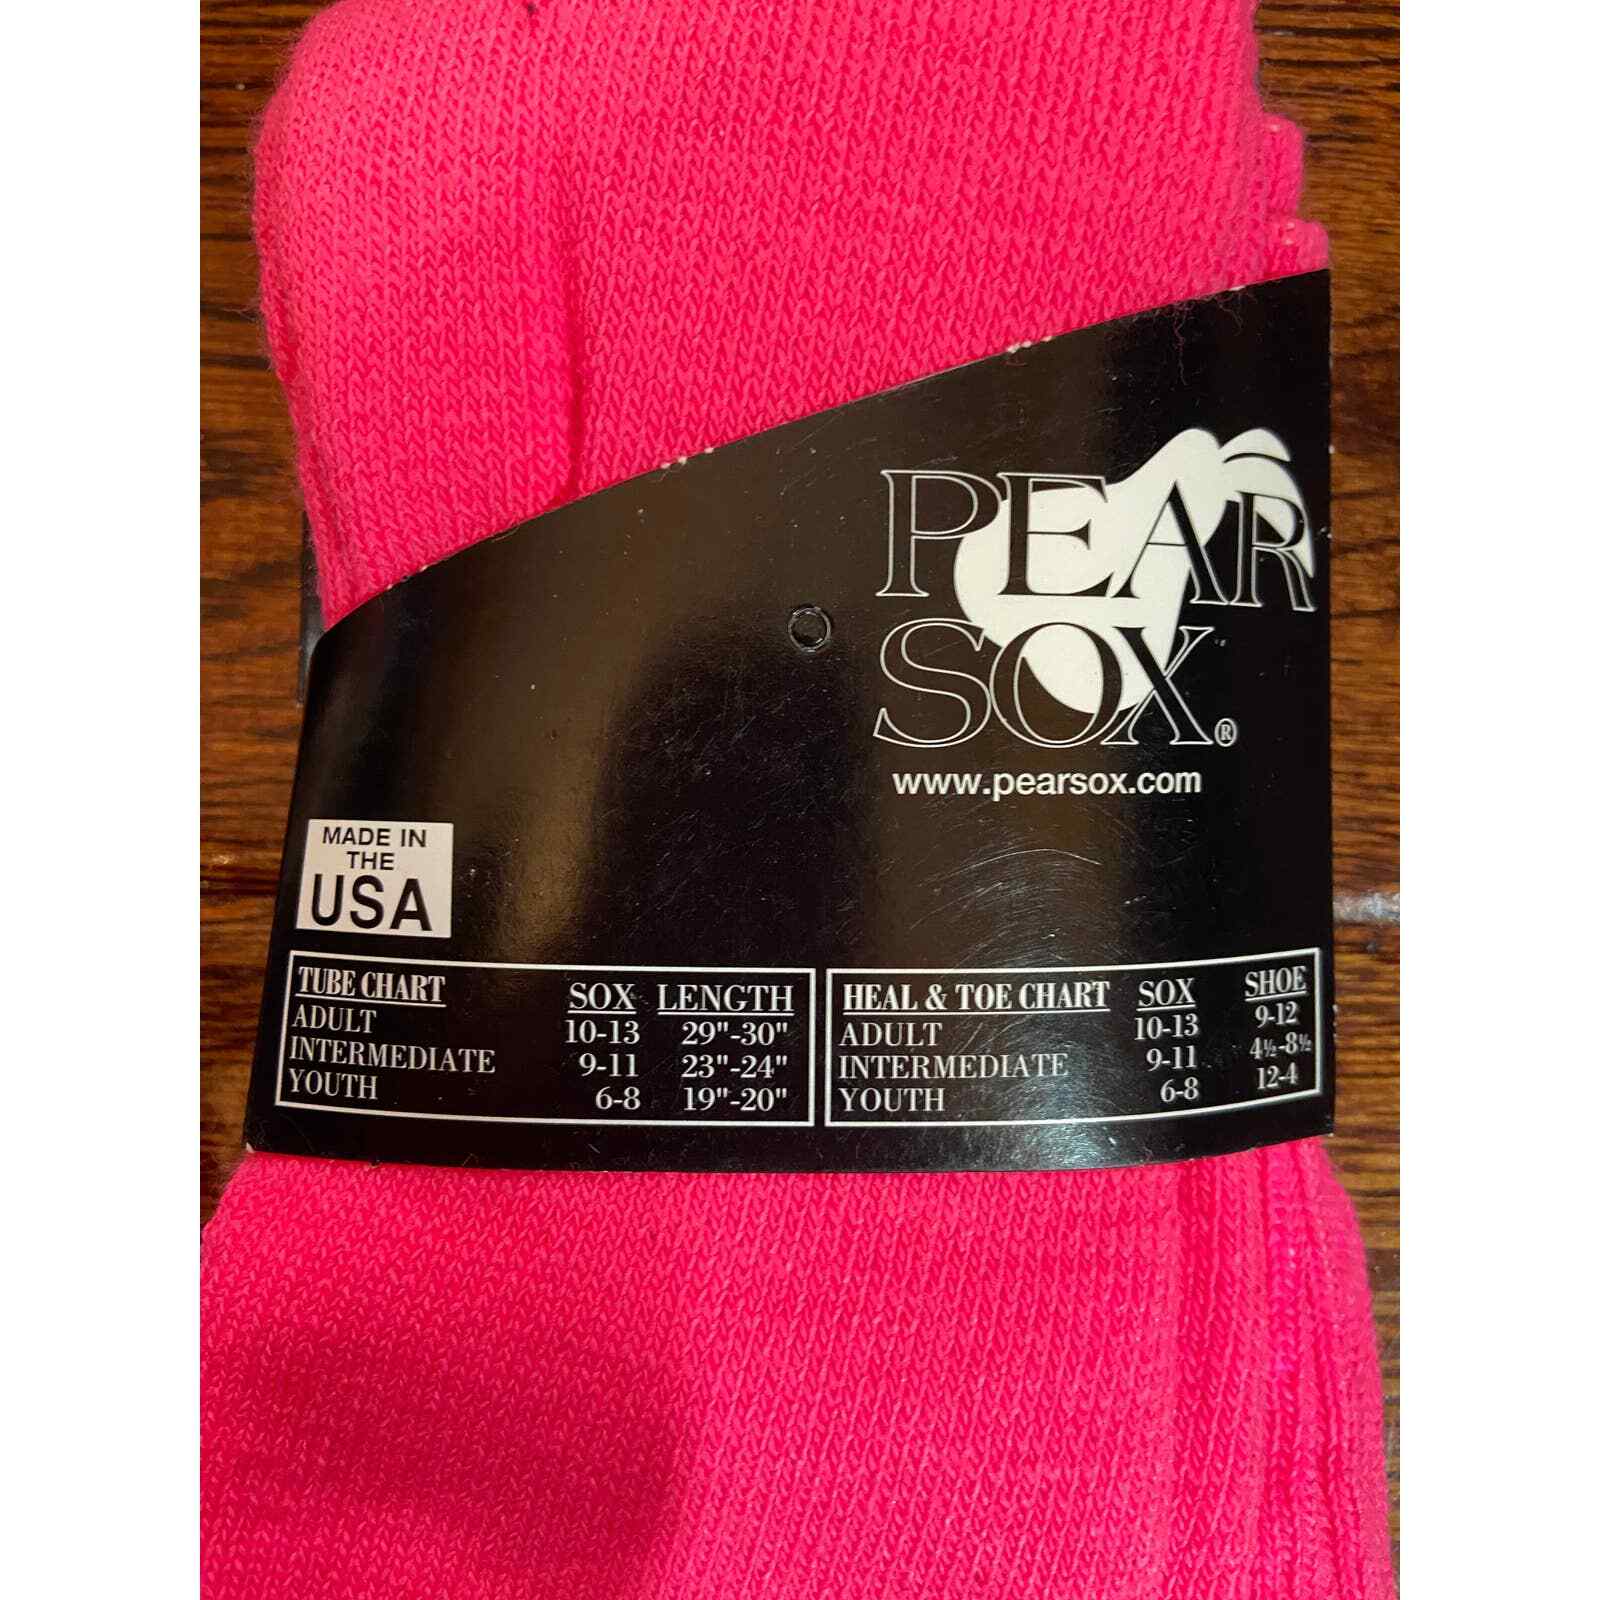 PEAR
SOX™®
www.pearsox.com
MADE IN
THE
USA
TUBE CHART SOX LENGTH
ADULT 10-13 29"-30"
INTERMEDIATE 9-11 23"-24"
YOUTH 6-8 19"-20"
HEAL & TOE CHART SOX SHOE
ADULT 10-13 9-12
INTERMEDIATE 9-11 4½-8½
YOUTH 6-8 12-4